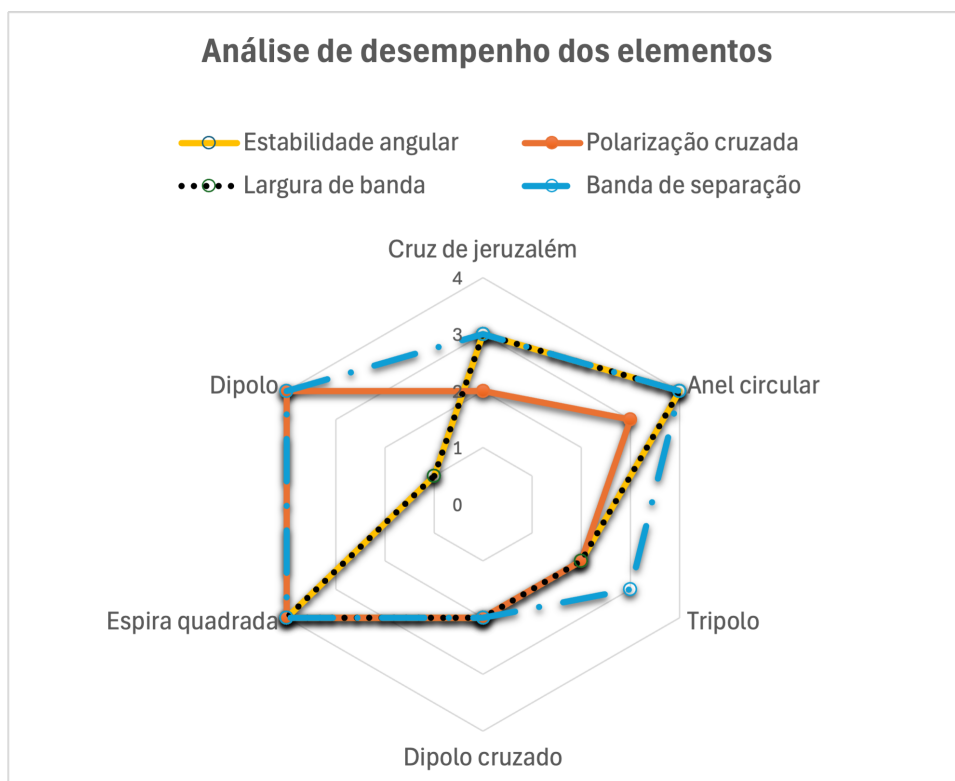 Análise de desempenho dos elementos
Estabilidade angular
Polarização cruzada
Largura de banda
Banda de separação
Cruz de jeruzalém
4
3
Dipolo
2
Anel circular
1
0
Espira quadrada
Tripolo
Dipolo cruzado